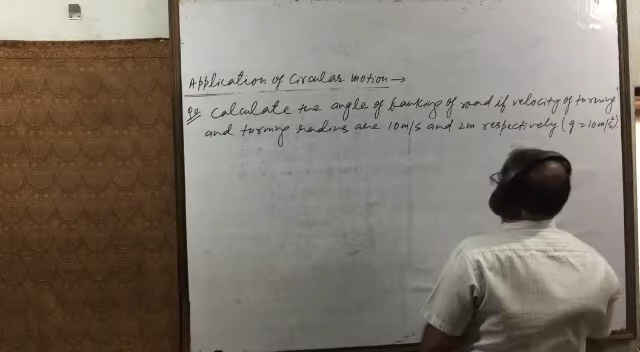 Application of Circular motion →
Qo Calculate the angle of banking of road if velocity of turning
and turning radius are 10m/s and 2m respectively (g = 10m/s²).